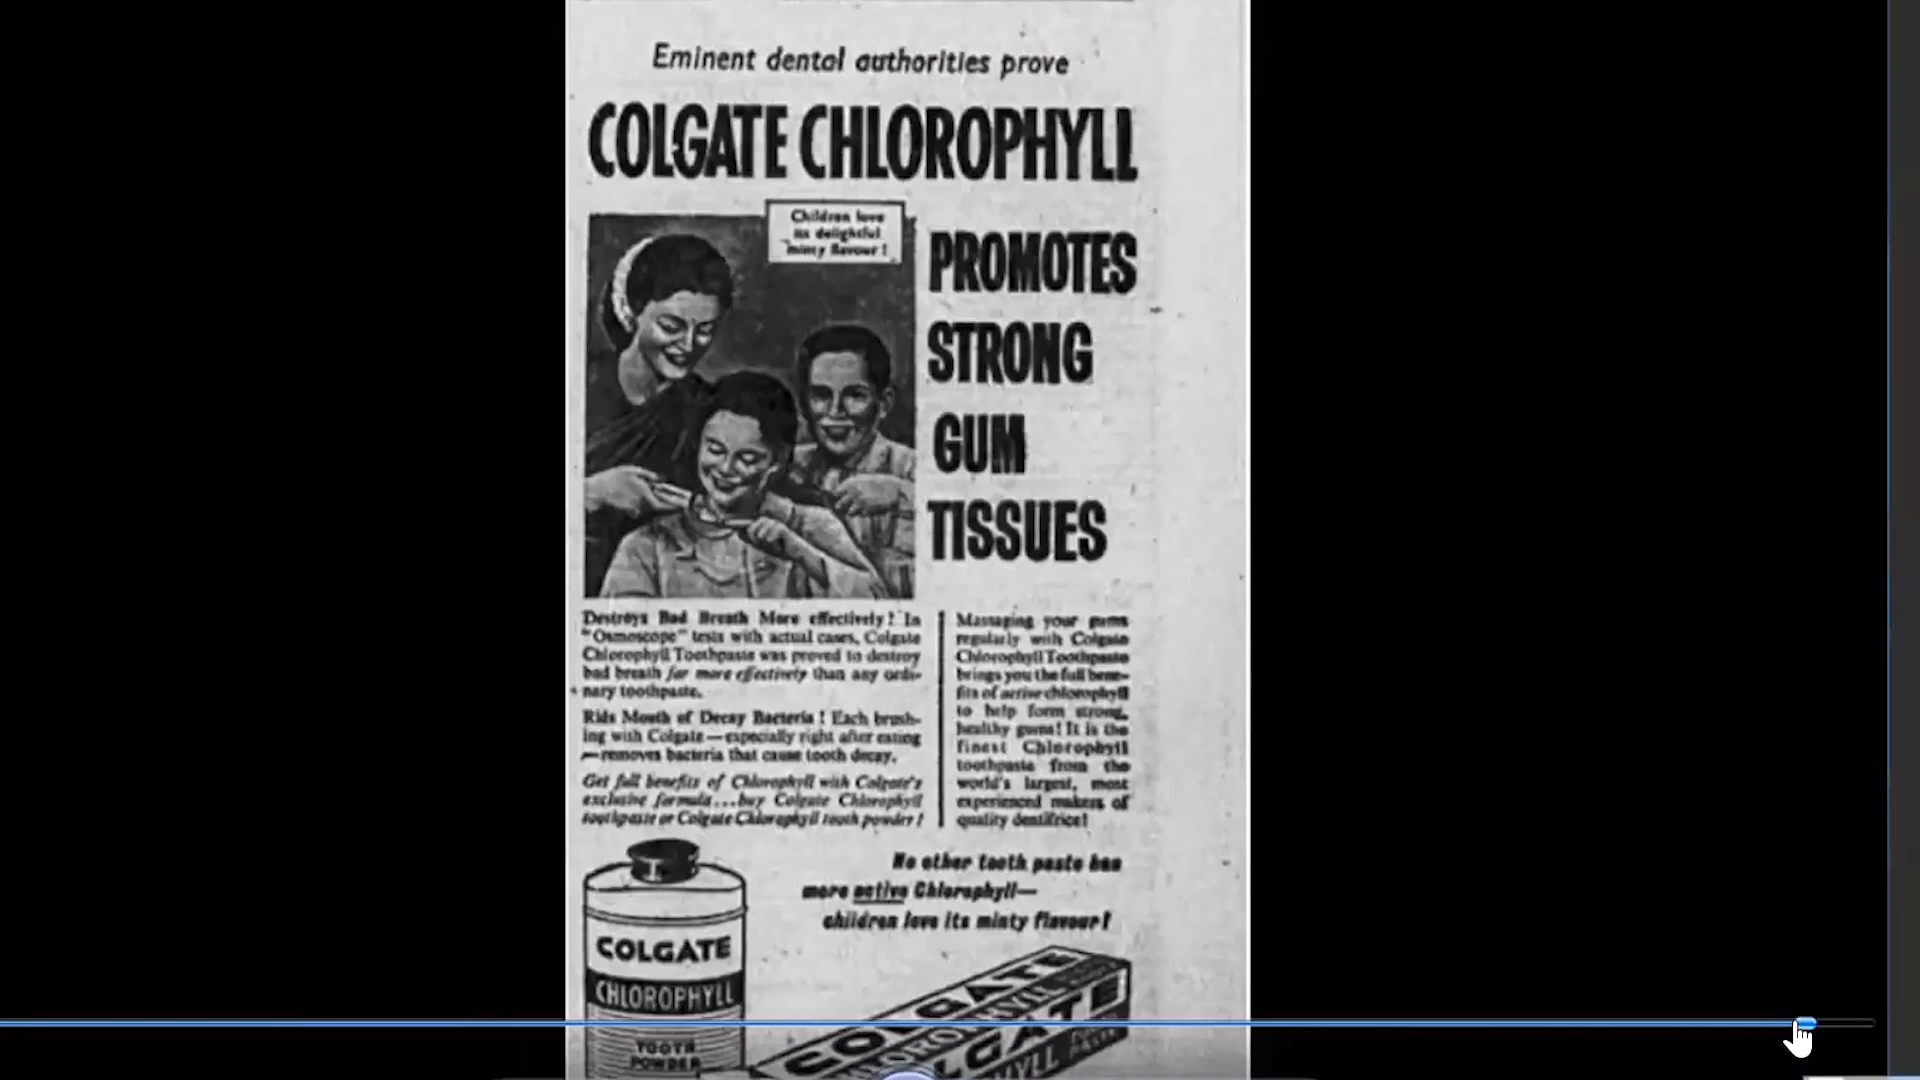 Eminent dental authorities prove
COLGATE CHLOROPHYLL
Children love
its delightful
minty flavour!
PROMOTES
STRONG
GUM
TISSUES
Destroys Bad Breath More effectively! In
"Osmoscope" tests with actual cases, Colgate
Chlorophyll Toothpaste was proved to destroy
bad breath far more effectively than any ordi-
nary toothpaste.
Rids Mouth of Decay Bacteria! Each brush-
ing with Colgate—especially right after eating
—removes bacteria that cause tooth decay.
Get full benefits of Chlorophyll with Colgate's
exclusive formula...buy Colgate Chlorophyll
toothpaste or Colgate Chlorophyll tooth powder!
Massaging your gums
regularly with Colgate
Chlorophyll Toothpaste
brings you the full bene-
fits of active chlorophyll
to help form strong,
healthy gums! It is the
finest Chlorophyll
toothpaste from the
world's largest, most
experienced makers of
quality dentifrice!
No other tooth paste has
more active Chlorophyll—
children love its minty flavour!
COLGATE
CHLOROPHYLL
TOOTH
POWDER
COLGATE
CHLOROPHYLL
COLGATE